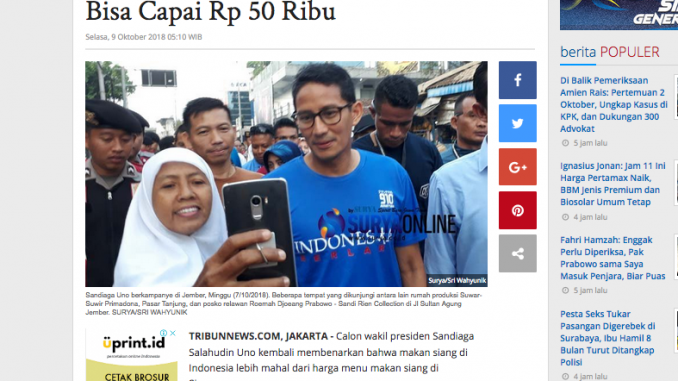 Bisa Capai Rp 50 Ribu
Selasa, 9 Oktober 2018 05:10 WIB
INDONESIA
SURYA ONLINE
Surya/Sri Wahyunik
Sandiaga Uno berkampanye di Jember, Minggu (7/10/2018). Beberapa tempat yang dikunjungi antara lain rumah produksi Suwar-
Suwir Primadona, Pasar Tanjung, dan posko relawan Roemah Djoeang Prabowo - Sandi Rien Collection di Jl Sultan Agung
Jember. SURYA/SRI WAHYUNIK
üprint.id
CETAK BROSUR
TRIBUNNEWS.COM, JAKARTA - Calon wakil presiden Sandiaga
Salahudin Uno kembali membenarkan bahwa makan siang di
Indonesia lebih mahal dari harga menu makan siang di
GENER
berita POPULER
Di Balik Pemeriksaan
Amien Rais: Pertemuan 2
Oktober, Ungkap Kasus di
KPK, dan Dukungan 300
Advokat
5 jam lalu
Ignasius Jonan: Jam 11 Ini
Harga Pertamax Naik,
BBM Jenis Premium dan
Biosolar Umum Tetap
4 jam lalu
Fahri Hamzah: Enggak
Perlu Diperiksa, Pak
Prabowo sama Saya
Masuk Penjara, Biar Puas
5 jam lalu
Pesta Seks Tukar
Pasangan Digerebek di
Surabaya, Ibu Hamil 8
Bulan Turut Ditangkap
Polisi
4 jam lalu